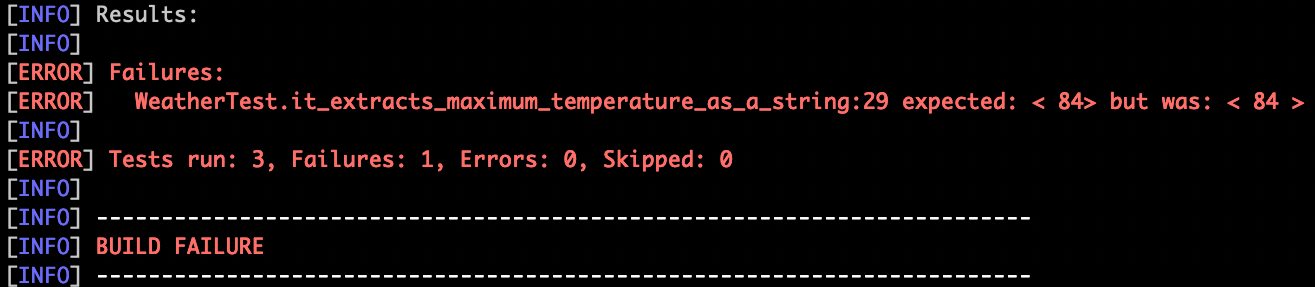 [INFO] Results:
[INFO]
[ERROR] Failures:
[ERROR]   WeatherTest.it_extracts_maximum_temperature_as_a_string:29 expected: < 84> but was: < 84 >
[INFO]
[ERROR] Tests run: 3, Failures: 1, Errors: 0, Skipped: 0
[INFO]
[INFO] ------------------------------------------------------------------------
[INFO] BUILD FAILURE
[INFO] ------------------------------------------------------------------------